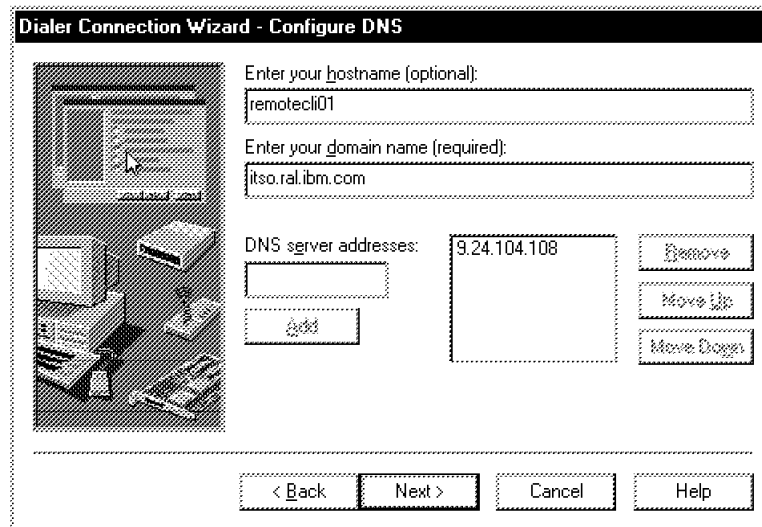 Dialer Connection Wizard - Configure DNS
Enter your hostname (optional):
remotecli01
Enter your domain name (required):
itso.ral.ibm.com
DNS server addresses:
9.24.104.108
Add
Remove
Move Up
Move Down
< Back
Next >
Cancel
Help